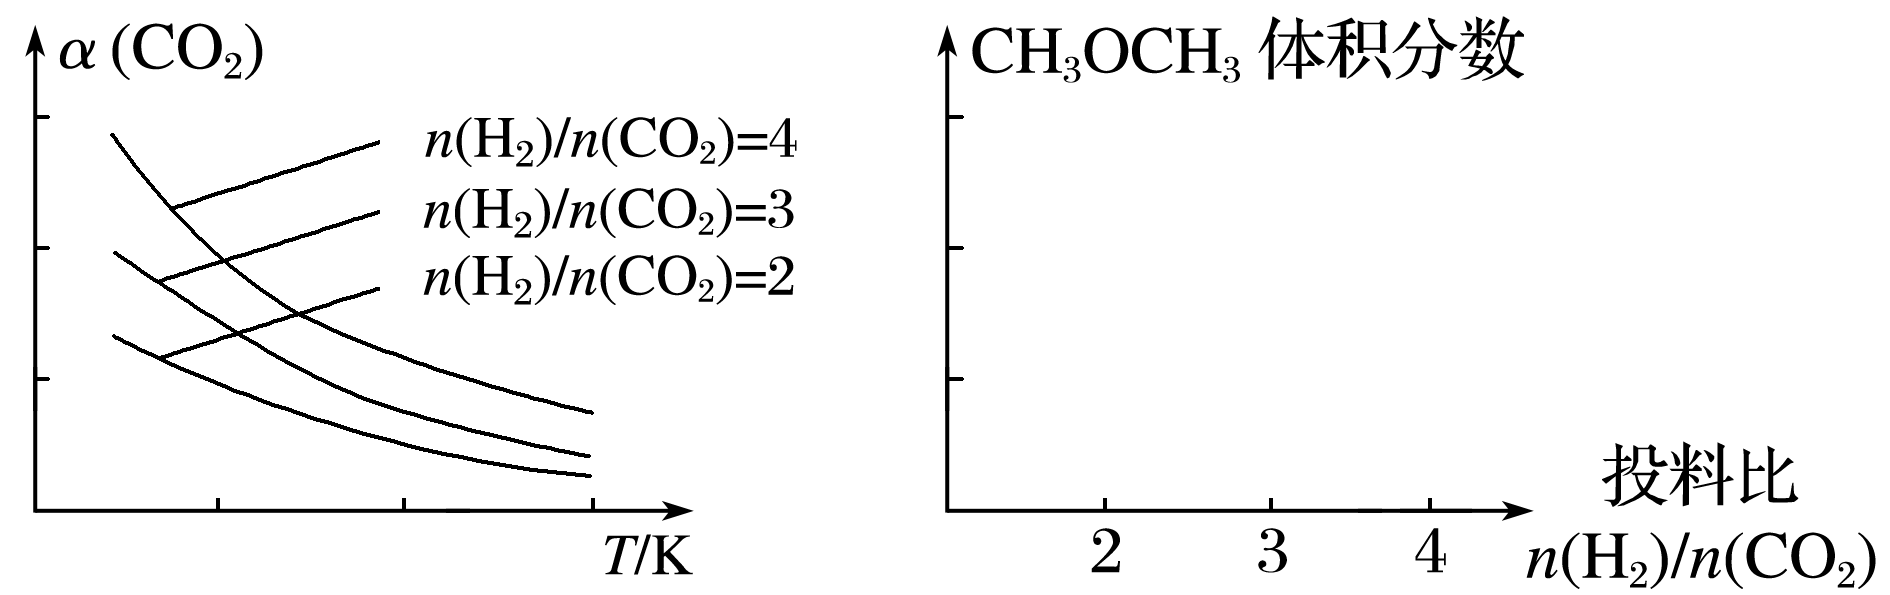 α (CO₂)
n(H₂)/n(CO₂)=4
n(H₂)/n(CO₂)=3
n(H₂)/n(CO₂)=2
T/K
CH₃OCH₃ 体积分数
2 3 4
投料比
n(H₂)/n(CO₂)